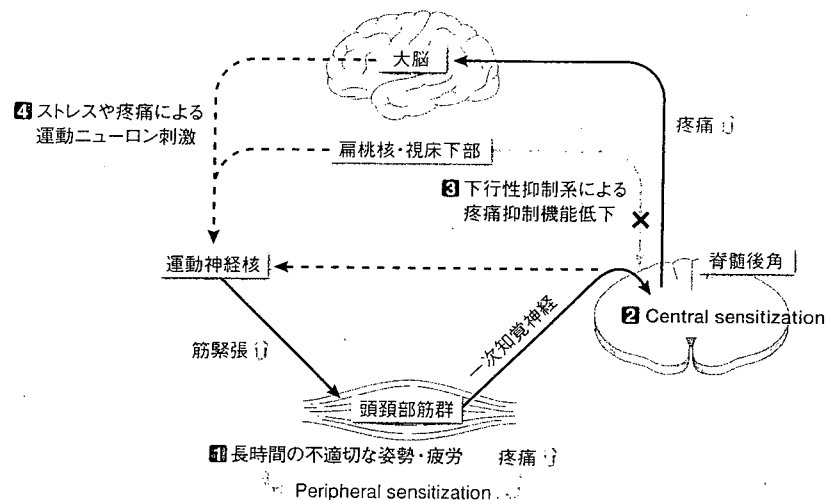 大脳
4 ストレスや疼痛による
運動ニューロン刺激
疼痛⇧
扁桃核・視床下部
3 下行性抑制系による
疼痛抑制機能低下
運動神経核
脊髄後角
2 Central sensitization
筋緊張⇧
一次知覚神経
頭頸部筋群
1 長時間の不適切な姿勢・疲労 疼痛⇧
Peripheral sensitization